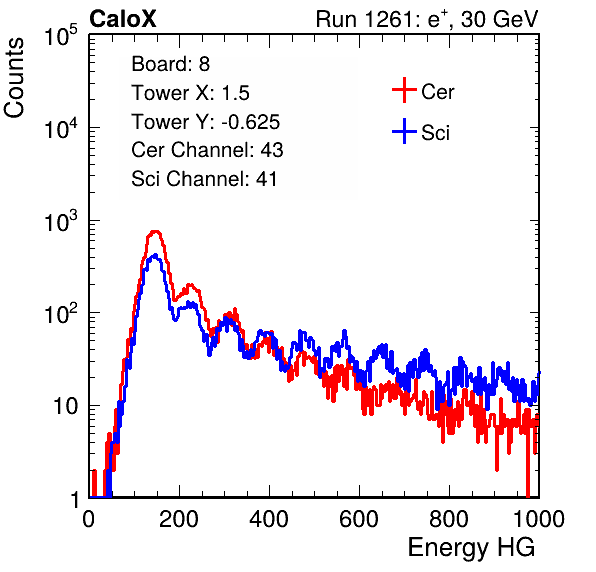 CaloX Run 1261: e⁺, 30 GeV
Counts
Board: 8
Tower X: 1.5
Tower Y: -0.625
Cer Channel: 43
Sci Channel: 41
Cer
Sci
10⁵
10⁴
10³
10²
10
1
0 200 400 600 800 1000
Energy HG